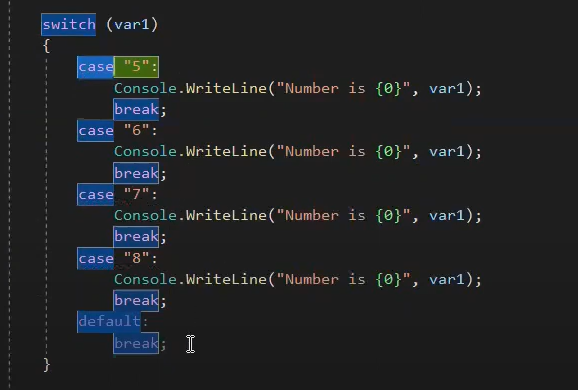 switch (var1)
{
case "5":
Console.WriteLine("Number is {0}", var1);
break;
case "6":
Console.WriteLine("Number is {0}", var1);
break;
case "7":
Console.WriteLine("Number is {0}", var1);
break;
case "8":
Console.WriteLine("Number is {0}", var1);
break;
default:
break;
}